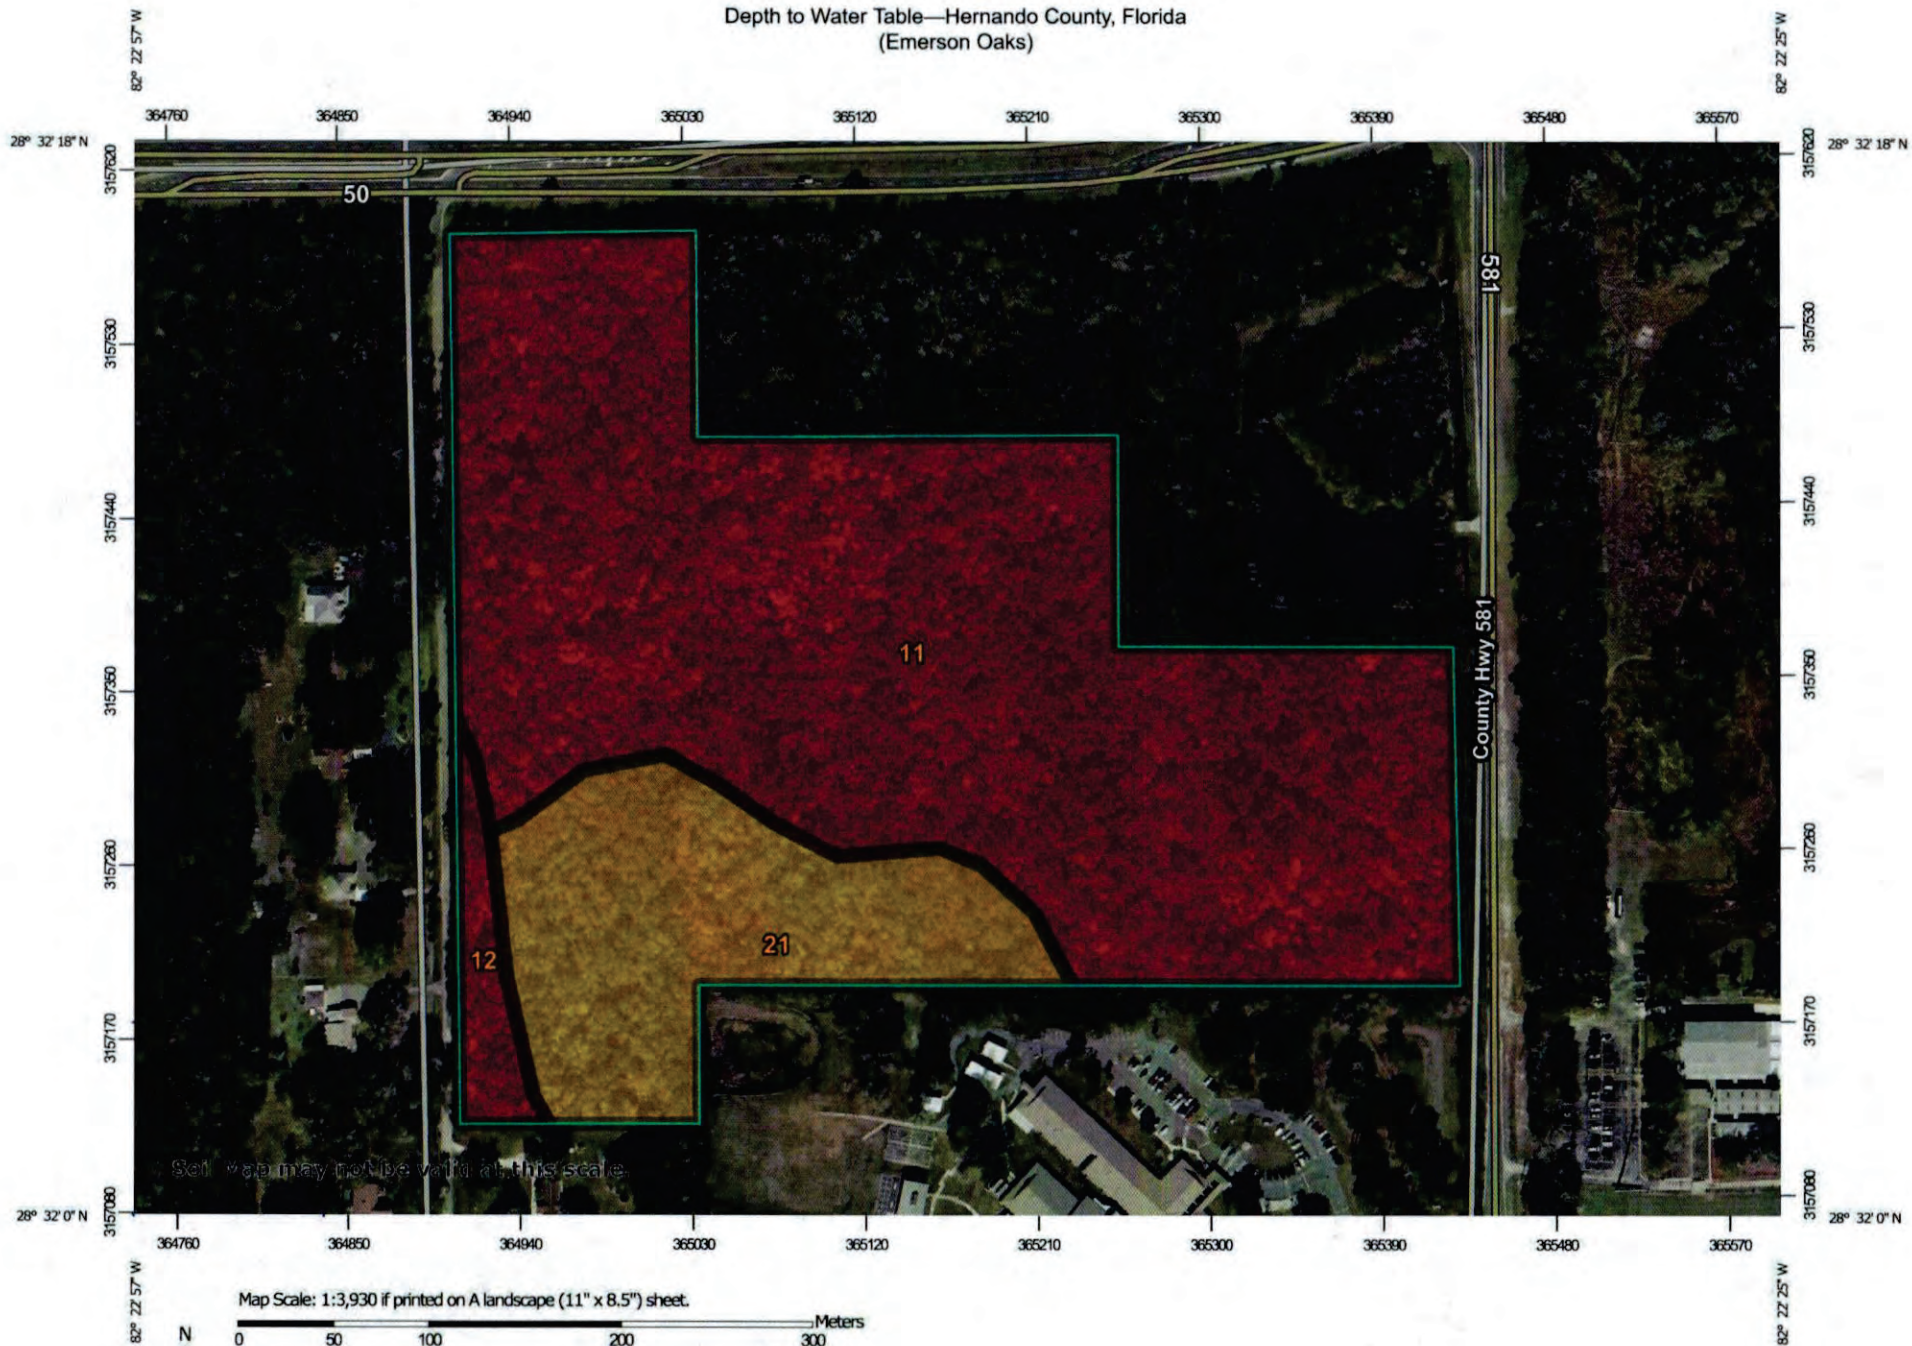 Depth to Water Table—Hernando County, Florida
(Emerson Oaks)
82° 22' 57" W
82° 22' 25" W
364760 364850 364940 365030 365120 365210 365300 365390 365480 365570
28° 32' 18" N
28° 32' 18" N
3157620
3157620
50
581
3157530
3157530
3157440
3157440
11
County Hwy 581
3157350
3157350
3157260
3157260
21
12
3157170
3157170
Map may not be valid at this scale.
3157080
3157080
28° 32' 0" N
28° 32' 0" N
364760 364850 364940 365030 365120 365210 365300 365390 365480 365570
82° 22' 57" W
82° 22' 25" W
Map Scale: 1:3,930 if printed on A landscape (11" x 8.5") sheet.
Meters
N 0 50 100 200 300